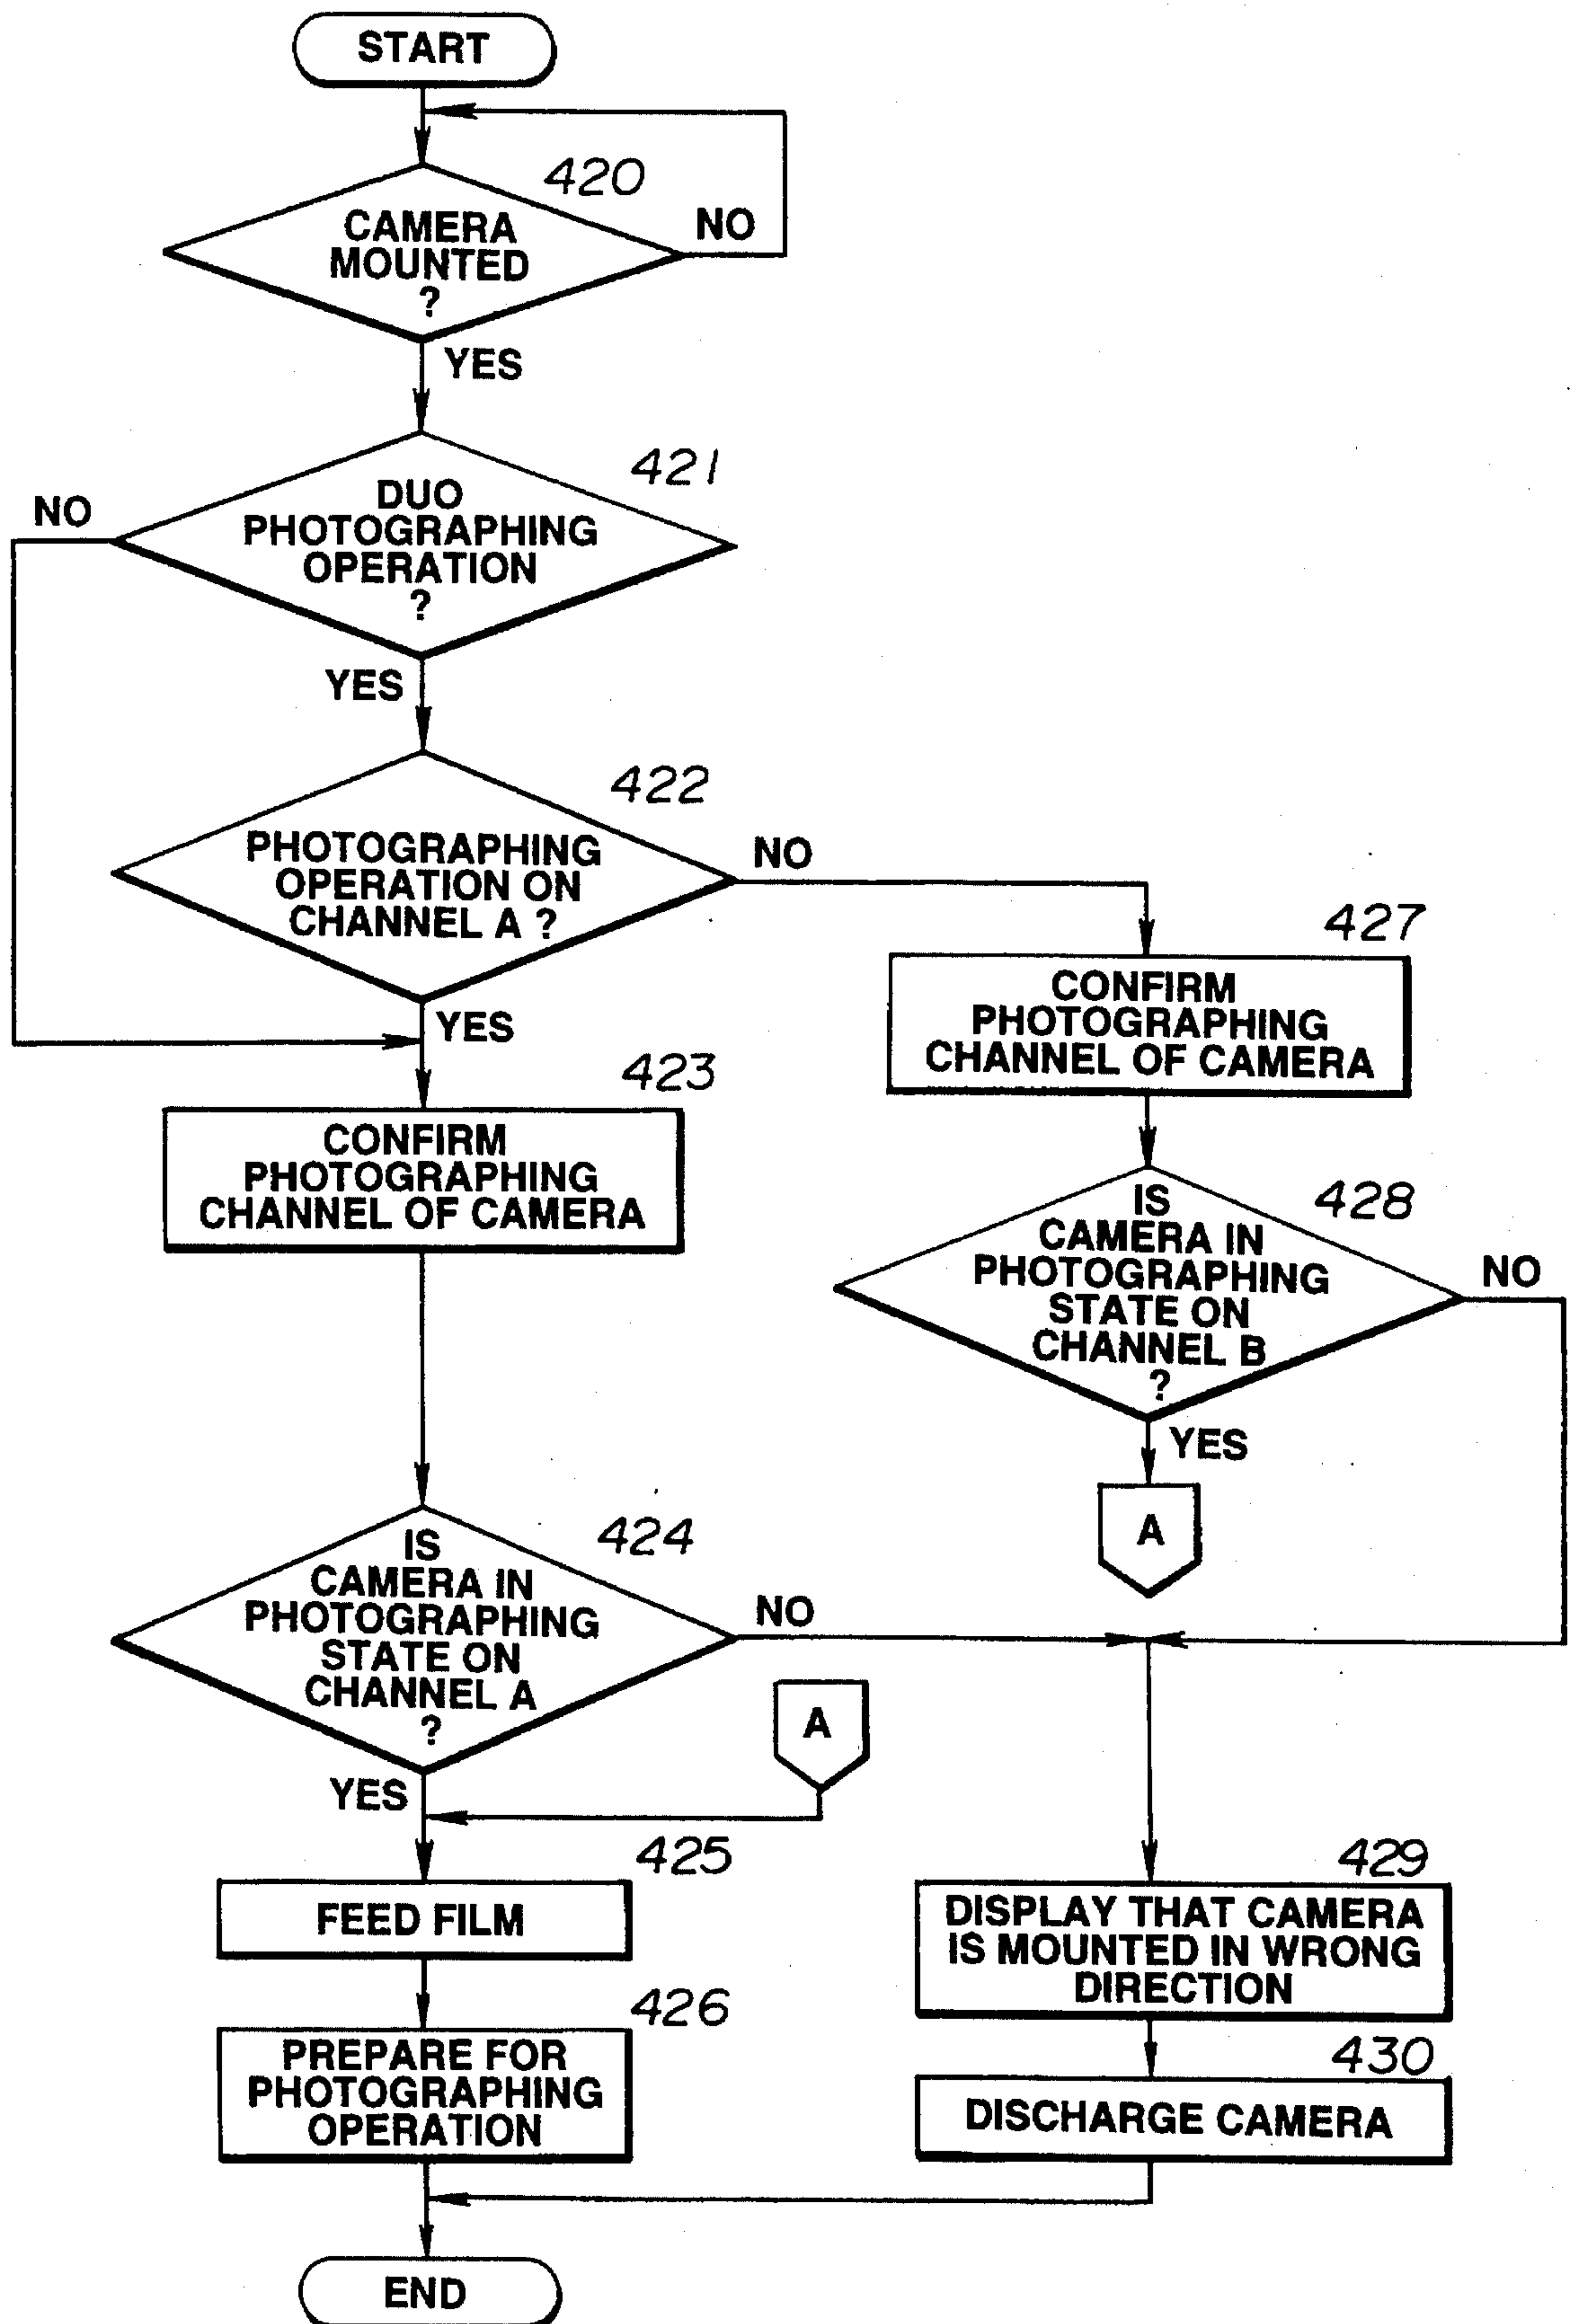 START
420
CAMERA
MOUNTED
?
NO
YES
421
DUO
PHOTOGRAPHING
OPERATION
?
NO
YES
422
PHOTOGRAPHING
OPERATION ON
CHANNEL A ?
NO
YES
423
CONFIRM
PHOTOGRAPHING
CHANNEL OF CAMERA
427
CONFIRM
PHOTOGRAPHING
CHANNEL OF CAMERA
428
IS
CAMERA IN
PHOTOGRAPHING
STATE ON
CHANNEL B
?
NO
YES
A
424
IS
CAMERA IN
PHOTOGRAPHING
STATE ON
CHANNEL A
?
NO
YES
A
425
FEED FILM
426
PREPARE FOR
PHOTOGRAPHING
OPERATION
429
DISPLAY THAT CAMERA
IS MOUNTED IN WRONG
DIRECTION
430
DISCHARGE CAMERA
END